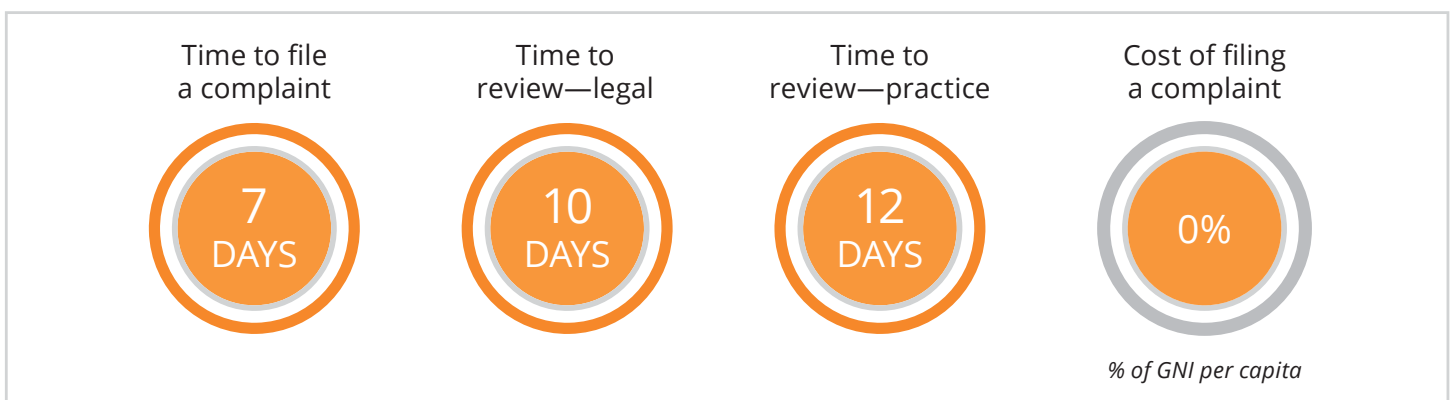 Time to file
a complaint
7
DAYS
Time to
review—legal
10
DAYS
Time to
review—practice
12
DAYS
Cost of filing
a complaint
0%
% of GNI per capita